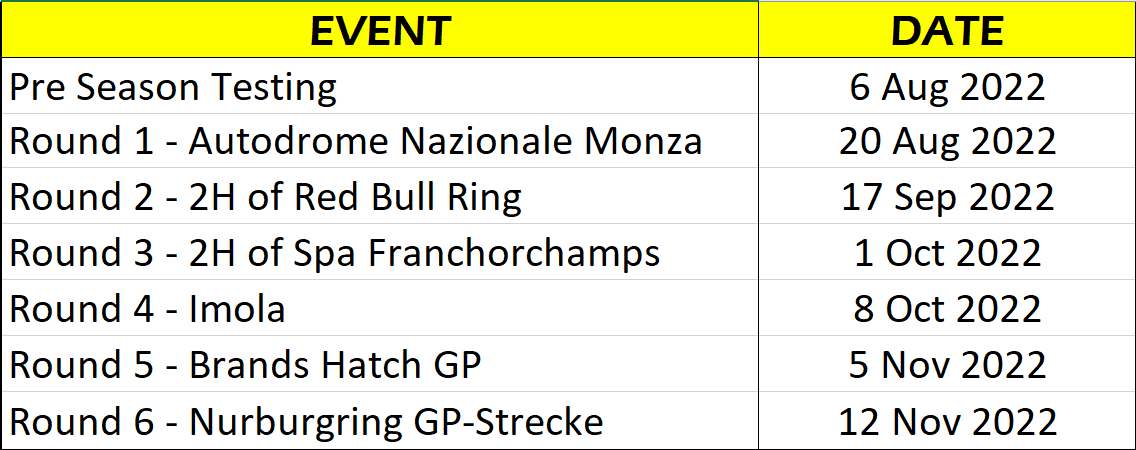 EVENT DATE
Pre Season Testing 6 Aug 2022
Round 1 - Autodrome Nazionale Monza 20 Aug 2022
Round 2 - 2H of Red Bull Ring 17 Sep 2022
Round 3 - 2H of Spa Franchorchamps 1 Oct 2022
Round 4 - Imola 8 Oct 2022
Round 5 - Brands Hatch GP 5 Nov 2022
Round 6 - Nurburgring GP-Strecke 12 Nov 2022